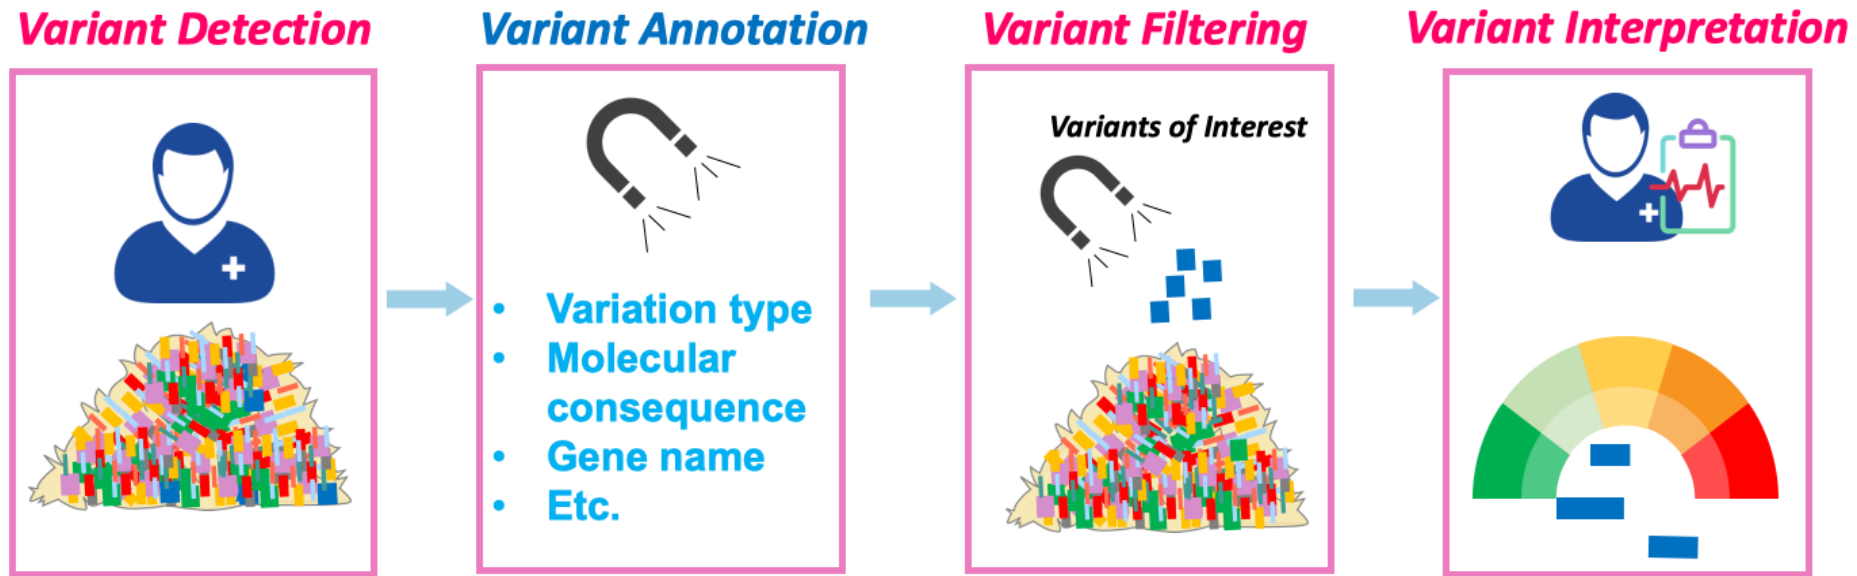 Variant Detection
Variant Annotation
Variant Filtering
Variant Interpretation
• Variation type
• Molecular
consequence
• Gene name
• Etc.
Variants of Interest